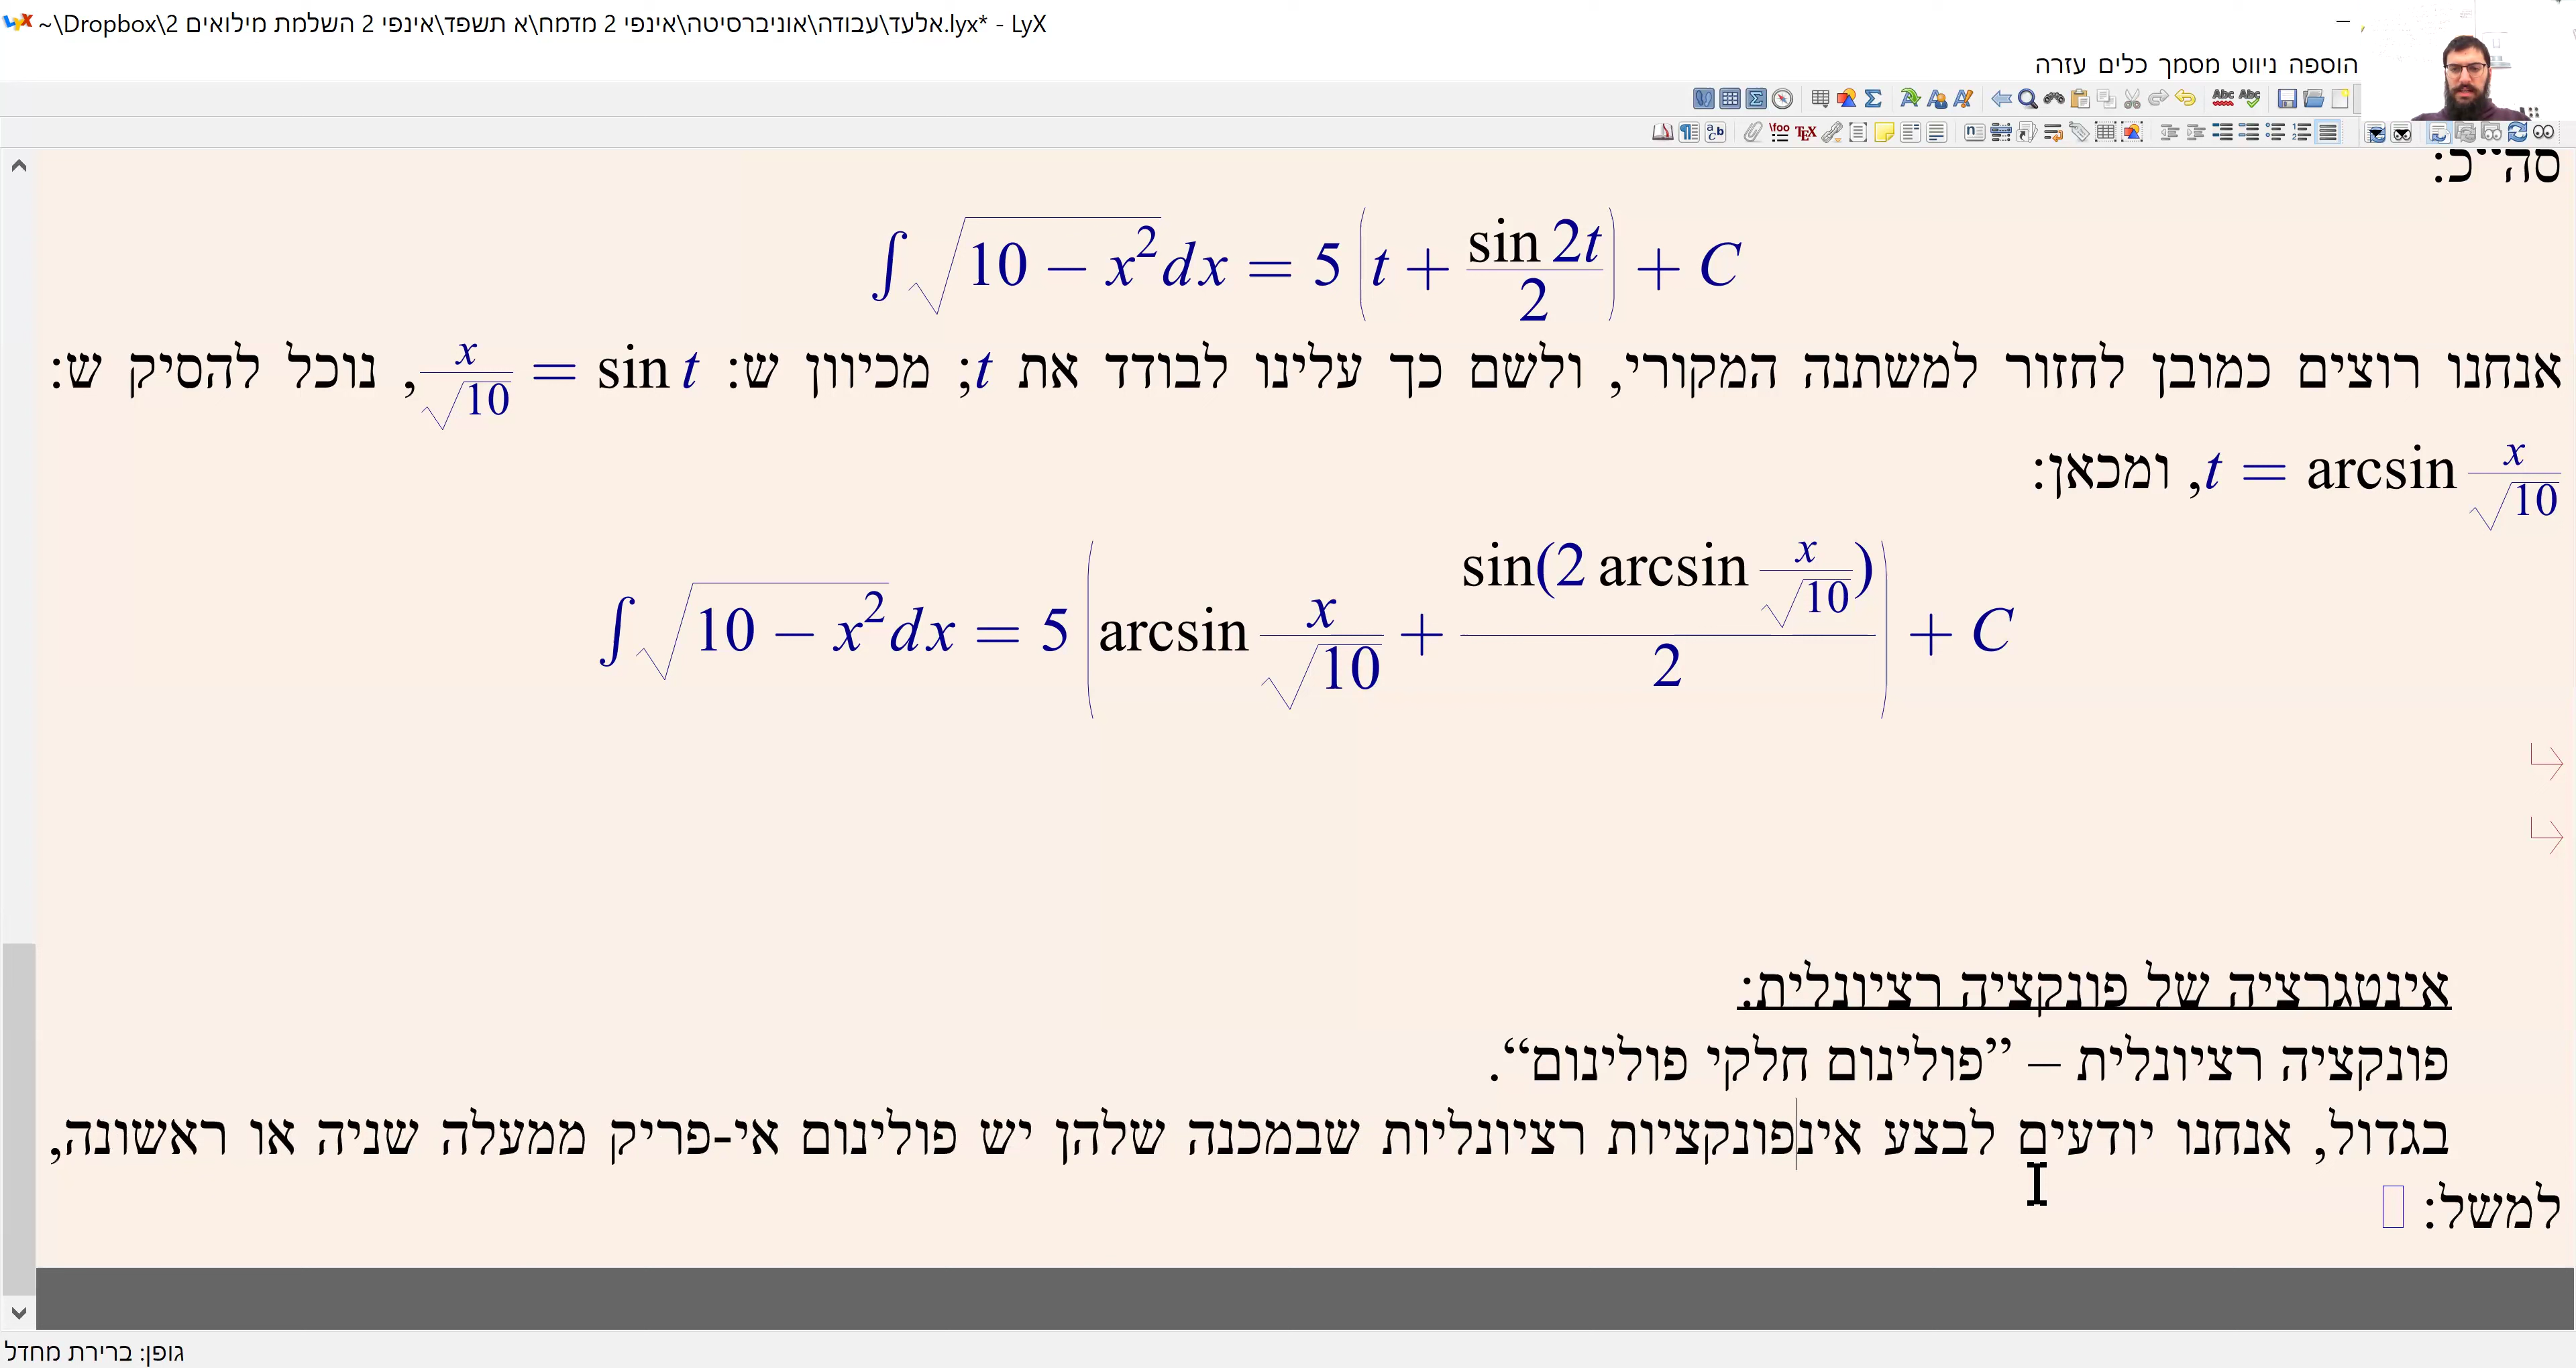 ~\Dropbox\אלעד\עבודה\אוניברסיטה\אינפי 2 מדמח\א תשפד\אינפי 2 השלמת מילואים 2.lyx* - LyX
הוספה ניווט מסמך כלים עזרה
סה"כ:
∫√(10 − x²)dx = 5(t + sin 2t/2) + C
אנחנו רוצים כמובן לחזור למשתנה המקורי, ולשם כך עלינו לבודד את t; מכיוון ש: x/√10 = sin t, נוכל להסיק ש:
t = arcsin x/√10, ומכאן:
∫√(10 − x²)dx = 5(arcsin x/√10 + sin(2 arcsin x/√10)/2) + C
אינטגרציה של פונקציה רציונלית:
פונקציה רציונלית – ”פולינום חלקי פולינום“.
בגדול, אנחנו יודעים לבצע אינפונקציות רציונליות שבמכנה שלהן יש פולינום אי-פריק ממעלה שניה או ראשונה,
למשל:
גופן: ברירת מחדל